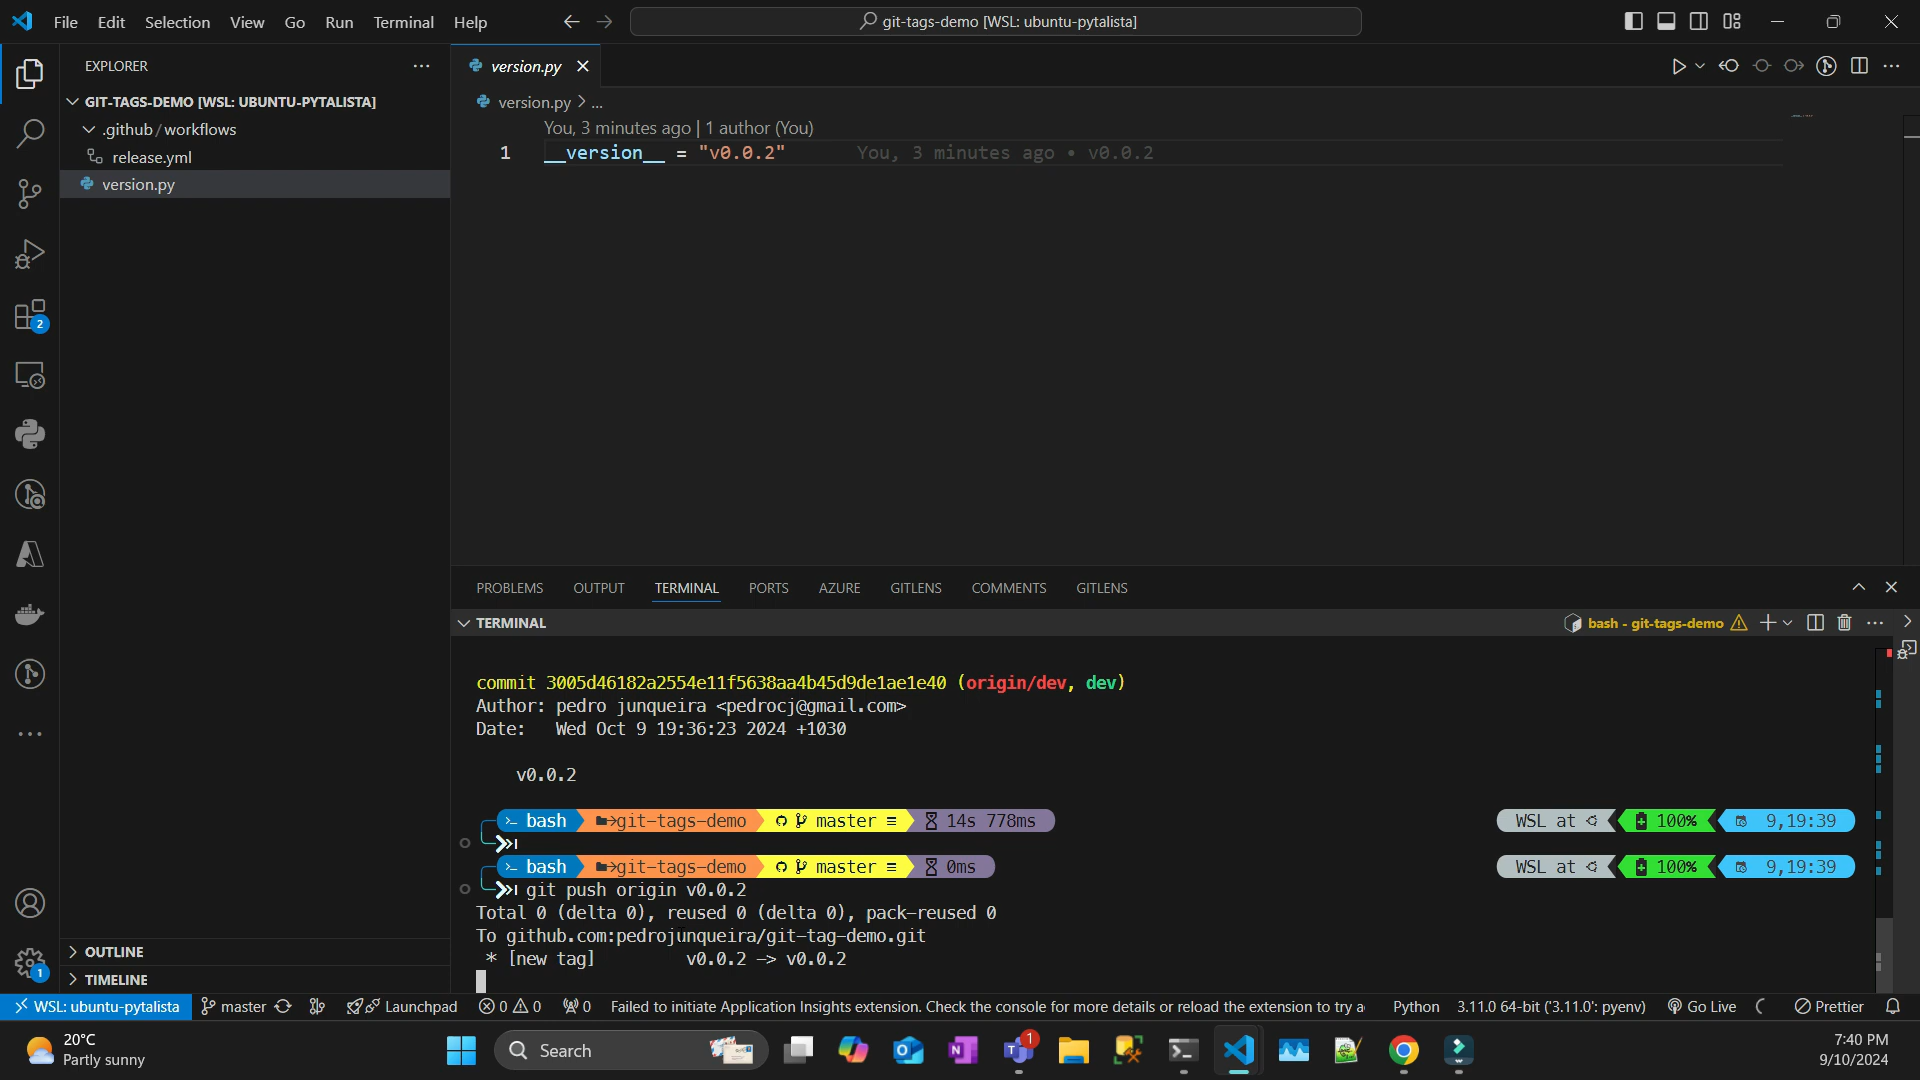 File Edit Selection View Go Run Terminal Help
git-tags-demo [WSL: ubuntu-pytalista]
EXPLORER
GIT-TAGS-DEMO [WSL: UBUNTU-PYTALISTA]
.github / workflows
release.yml
version.py
OUTLINE
TIMELINE
2
1
version.py
version.py > ...
You, 3 minutes ago | 1 author (You)
1 __version__ = "v0.0.2" You, 3 minutes ago • v0.0.2
PROBLEMS OUTPUT TERMINAL PORTS AZURE GITLENS COMMENTS GITLENS
TERMINAL
bash - git-tags-demo
commit 3005d46182a2554e11f5638aa4b45d9de1ae1e40 (origin/dev, dev)
Author: pedro junqueira <pedrocj@gmail.com>
Date: Wed Oct 9 19:36:23 2024 +1030
v0.0.2
bash git-tags-demo master ≡ 14s 778ms WSL at 100% 9,19:39
bash git-tags-demo master ≡ 0ms WSL at 100% 9,19:39
git push origin v0.0.2
Total 0 (delta 0), reused 0 (delta 0), pack-reused 0
To github.com:pedrojunqueira/git-tag-demo.git
* [new tag] v0.0.2 -> v0.0.2
WSL: ubuntu-pytalista master Launchpad 0 0 0 Failed to initiate Application Insights extension. Check the console for more details or reload the extension to try a Python 3.11.0 64-bit ('3.11.0': pyenv) Go Live Prettier
20°C
Partly sunny
Search
1
7:40 PM
9/10/2024